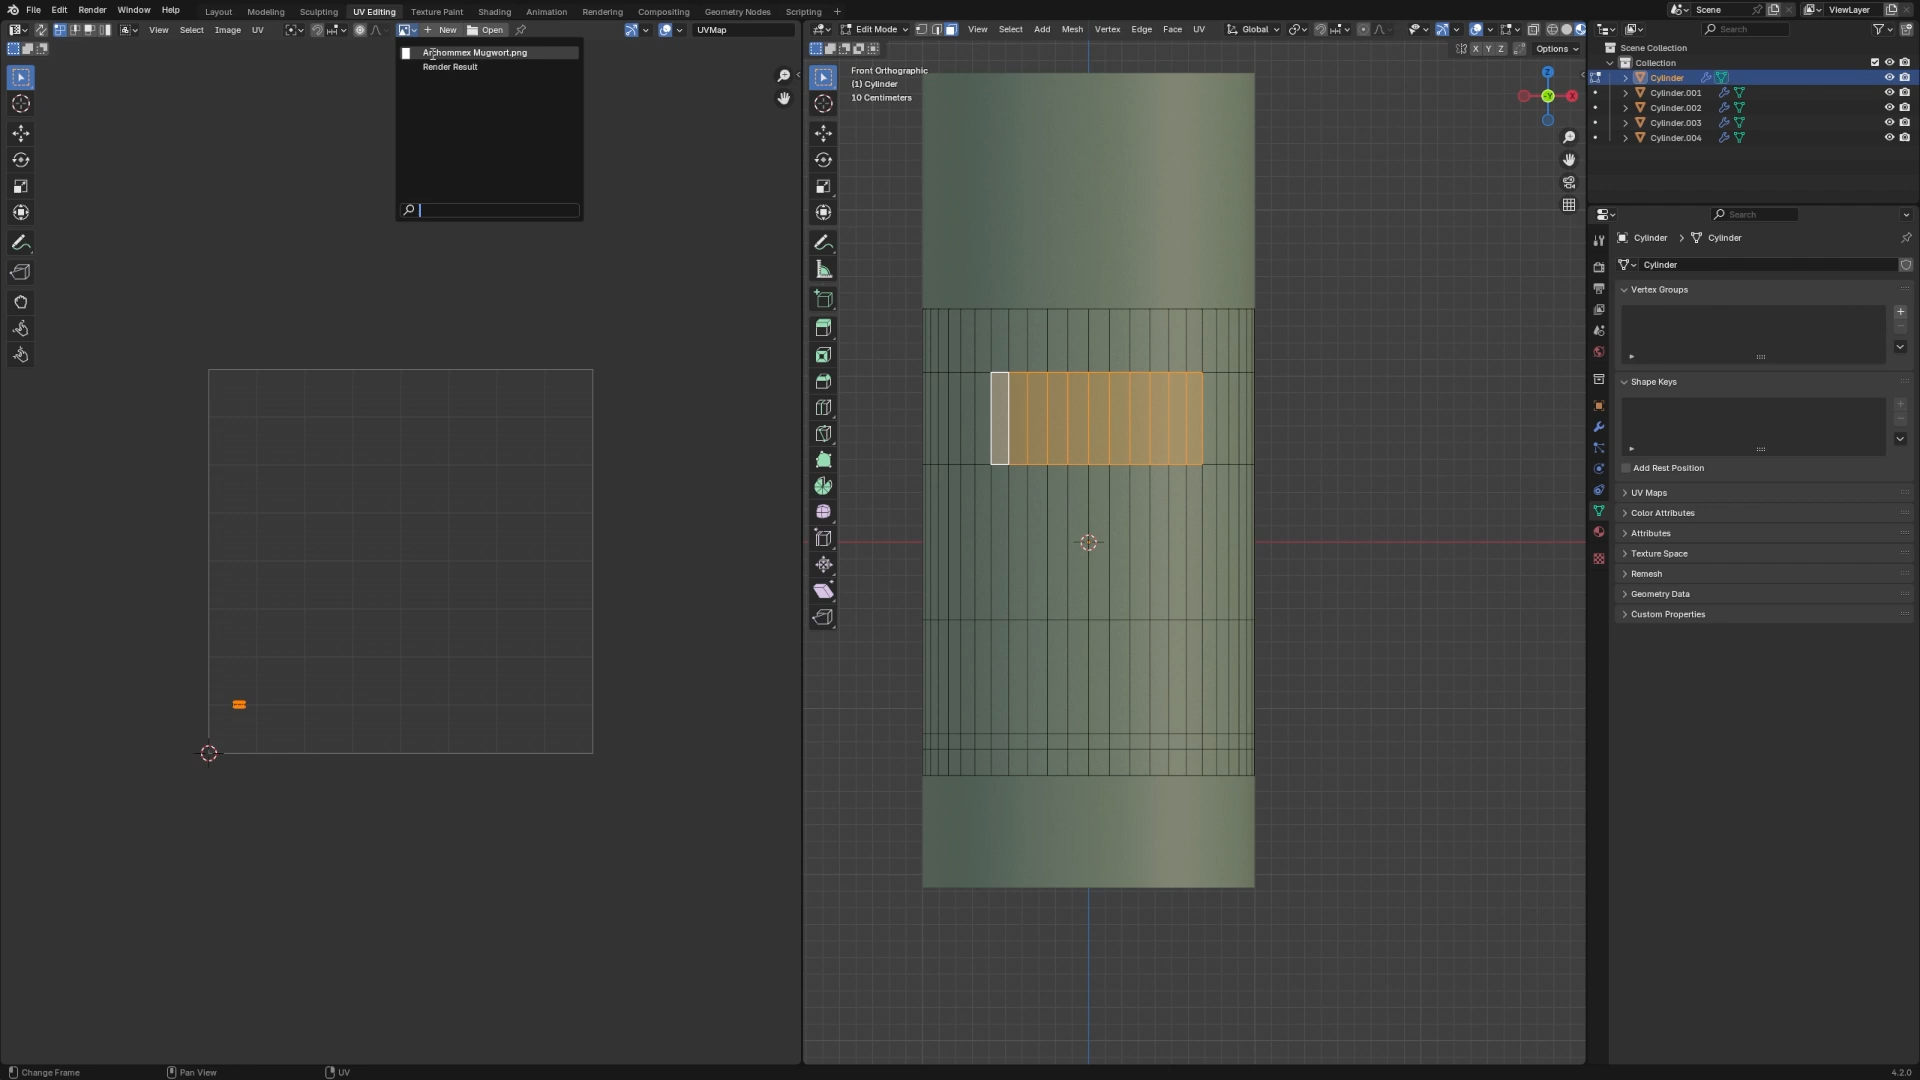 File Edit Render Window Help Layout Modeling Sculpting UV Editing Texture Paint Shading Animation Rendering Compositing Geometry Nodes Scripting + Scene ViewLayer
View Select Image UV New Open UVMap
Edit Mode View Select Add Mesh Vertex Edge Face UV Global
Search
X Y Z Options
Archommex Mugwort.png
Render Result
Front Orthographic
(1) Cylinder
10 Centimeters
Z
-Y
X
Scene Collection
Collection
Cylinder
Cylinder.001
Cylinder.002
Cylinder.003
Cylinder.004
Search
Cylinder > Cylinder
Cylinder
Vertex Groups
Shape Keys
Add Rest Position
UV Maps
Color Attributes
Attributes
Texture Space
Remesh
Geometry Data
Custom Properties
Change Frame Pan View UV 4.2.0